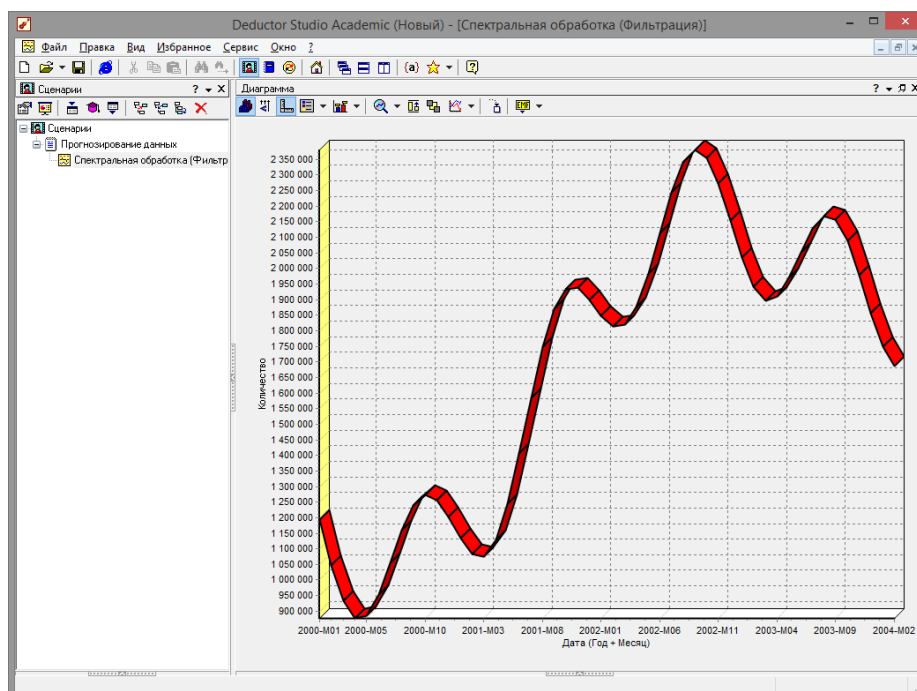 Deductor Studio Academic (Новый) - [Спектральная обработка (Фильтрация)]
Файл Правка Вид Избранное Сервис Окно ?
Сценарии
Диаграмма
Сценарии
Прогнозирование данных
Спектральная обработка (Фильтр
2 350 000
2 300 000
2 250 000
2 200 000
2 150 000
2 100 000
2 050 000
2 000 000
1 950 000
1 900 000
1 850 000
1 800 000
1 750 000
1 700 000
1 650 000
1 600 000
1 550 000
1 500 000
1 450 000
1 400 000
1 350 000
1 300 000
1 250 000
1 200 000
1 150 000
1 100 000
1 050 000
1 000 000
950 000
900 000
Количество
2000-M01 2000-M05 2000-M10 2001-M03 2001-M08 2002-M01 2002-M06 2002-M11 2003-M04 2003-M09 2004-M02
Дата (Год + Месяц)